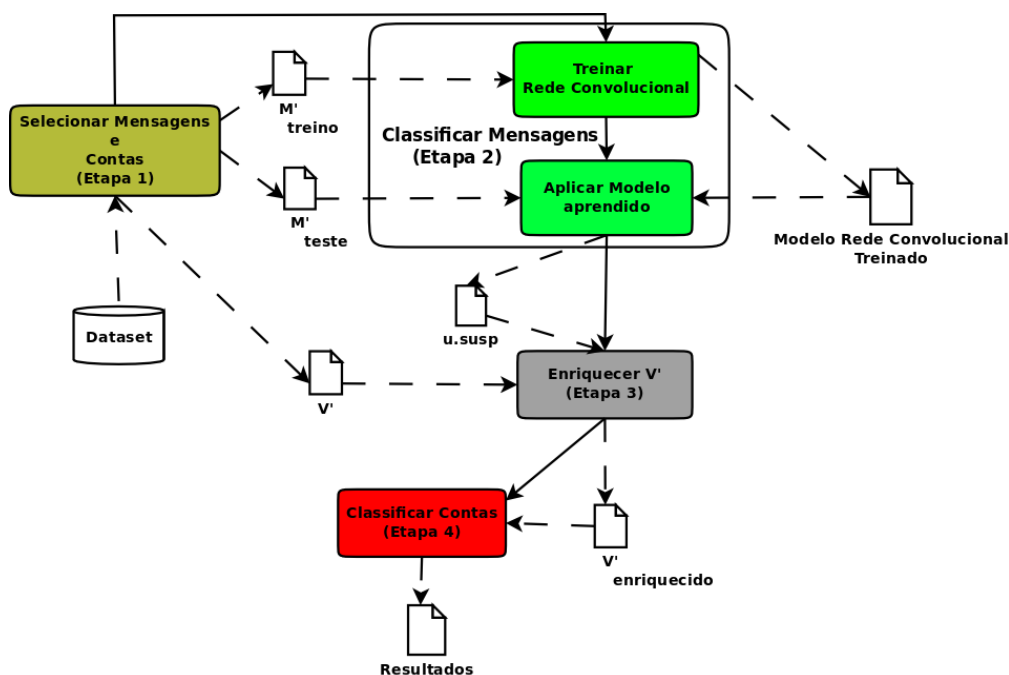 Treinar
Rede Convolucional
M'
treino
Selecionar Mensagens
e
Contas
(Etapa 1)
Classificar Mensagens
(Etapa 2)
Aplicar Modelo
aprendido
M'
teste
Modelo Rede Convolucional
Treinado
Dataset
u.susp
Enriquecer V'
(Etapa 3)
V'
Classificar Contas
(Etapa 4)
V'
enriquecido
Resultados